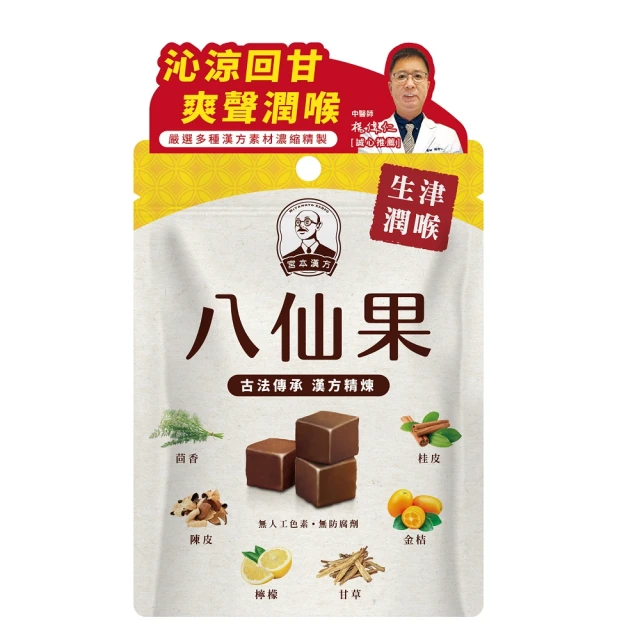 沁涼回甘
爽聲潤喉
嚴選多種漢方素材濃縮精製
中醫師
楊偉仁
[誠心推薦]
生津
潤喉
宮本漢方
八仙果
古法傳承 漢方精煉
茴香
桂皮
陳皮
金桔
無人工色素・無防腐劑
檸檬
甘草